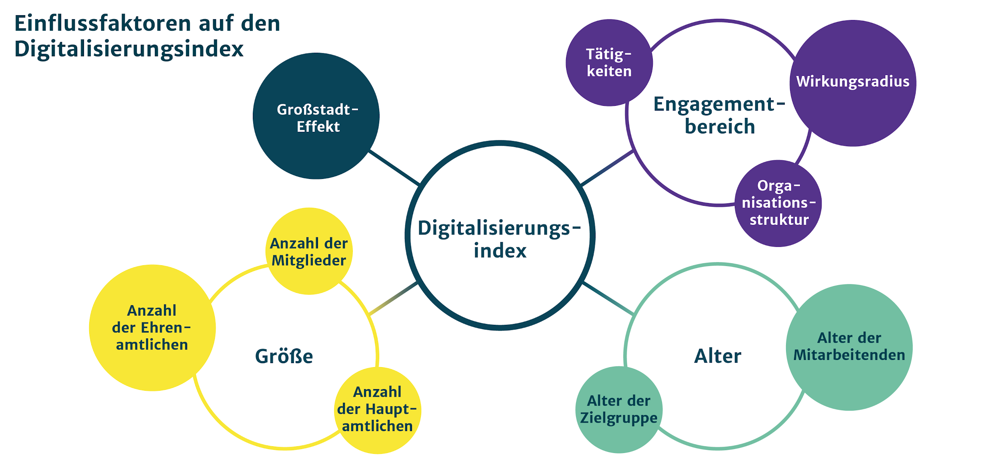 Einflussfaktoren auf den
Digitalisierungsindex
Großstadt-
Effekt
Tätig-
keiten
Wirkungsradius
Engagement-
bereich
Orga-
nisations-
struktur
Digitalisierungs-
index
Anzahl der
Mitglieder
Anzahl
der Ehren-
amtlichen
Größe
Anzahl
der Haupt-
amtlichen
Alter
Alter der
Mitarbeitenden
Alter der
Zielgruppe